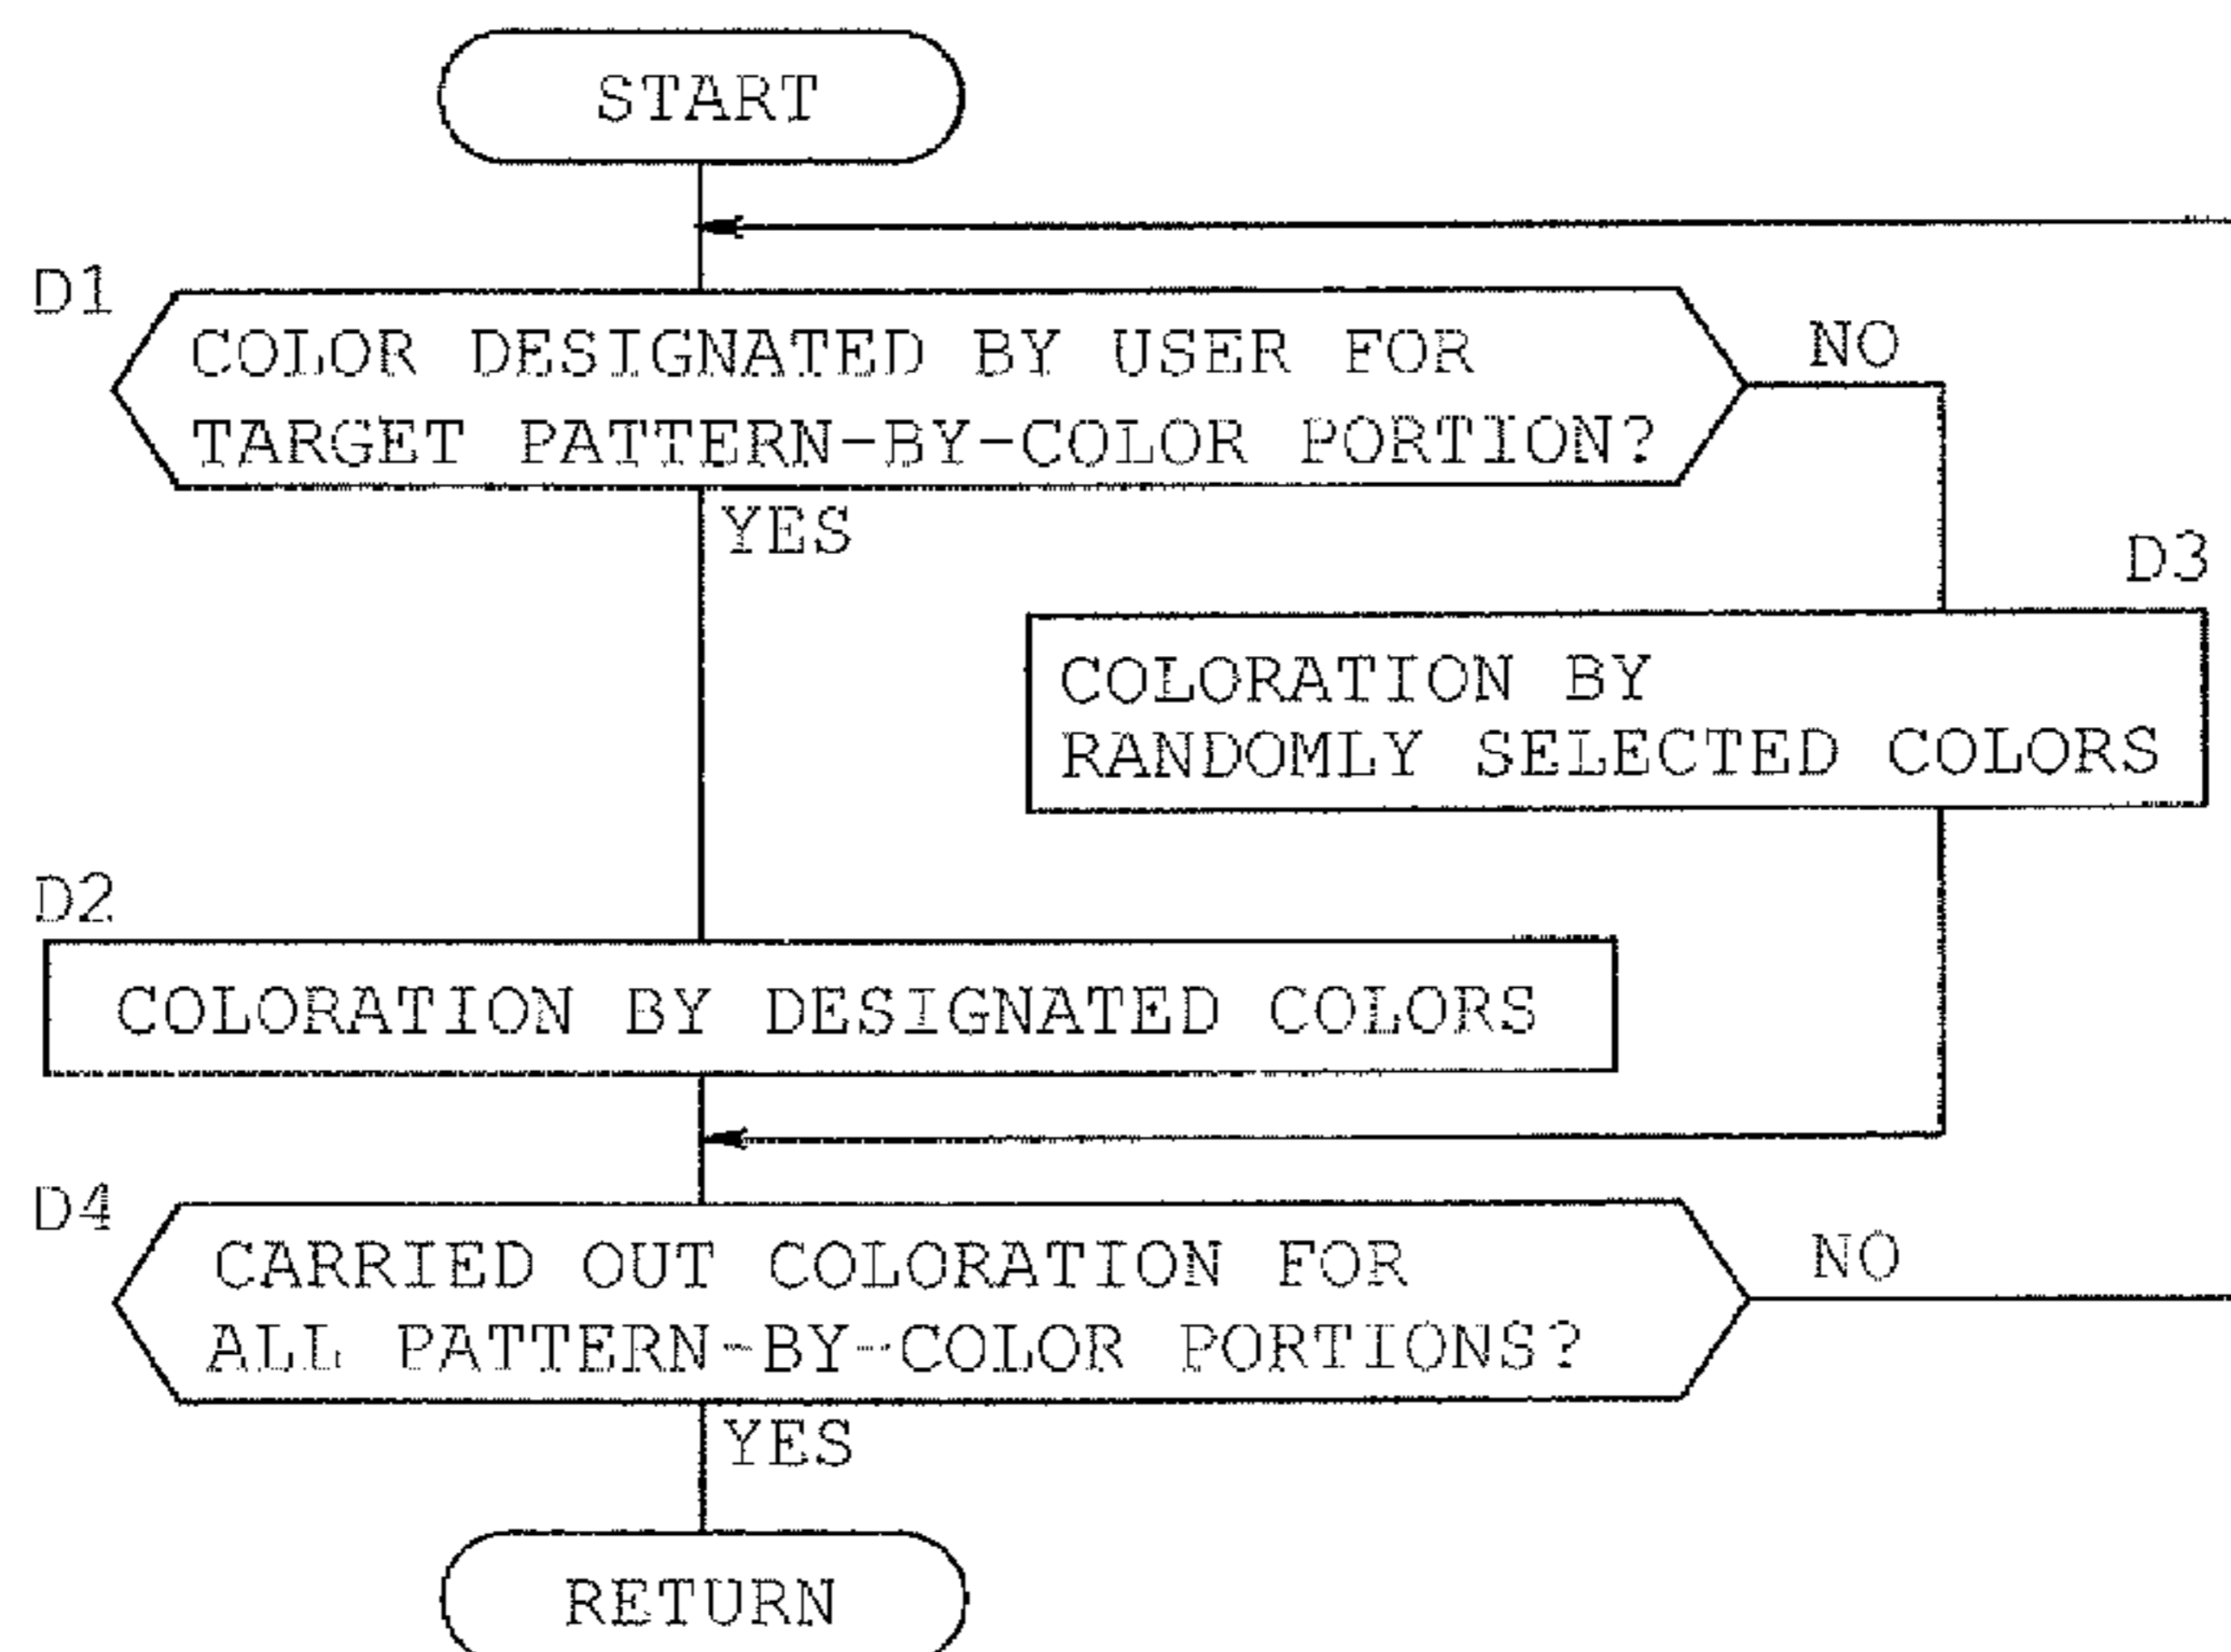 START
D1
COLOR DESIGNATED BY USER FOR
TARGET PATTERN-BY-COLOR PORTION?
NO
YES
D3
COLORATION BY
RANDOMLY SELECTED COLORS
D2
COLORATION BY DESIGNATED COLORS
D4
CARRIED OUT COLORATION FOR
ALL PATTERN-BY-COLOR PORTIONS?
NO
YES
RETURN